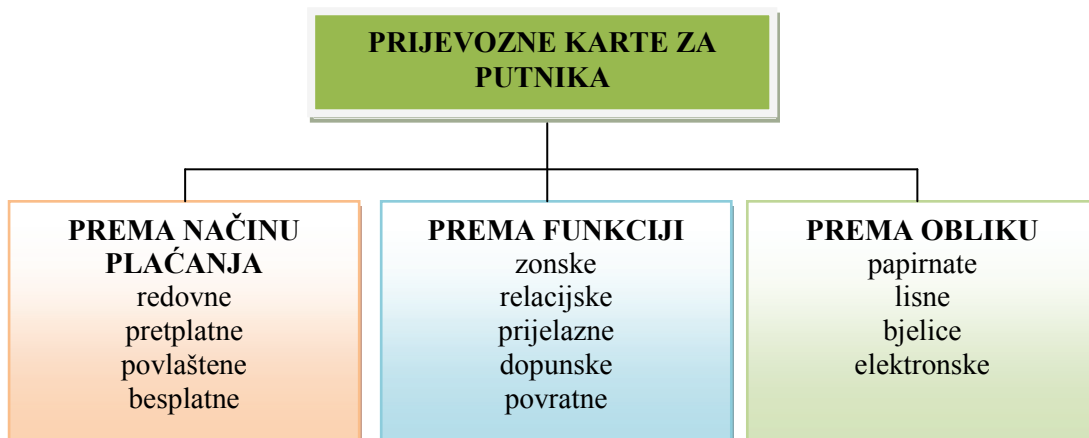 PRIJEVOZNE KARTE ZA
PUTNIKA
PREMA NAČINU
PLAĆANJA
redovne
pretplatne
povlaštene
besplatne
PREMA FUNKCIJI
zonske
relacijske
prijelazne
dopunske
povratne
PREMA OBLIKU
papirnate
lisne
bjelice
elektronske